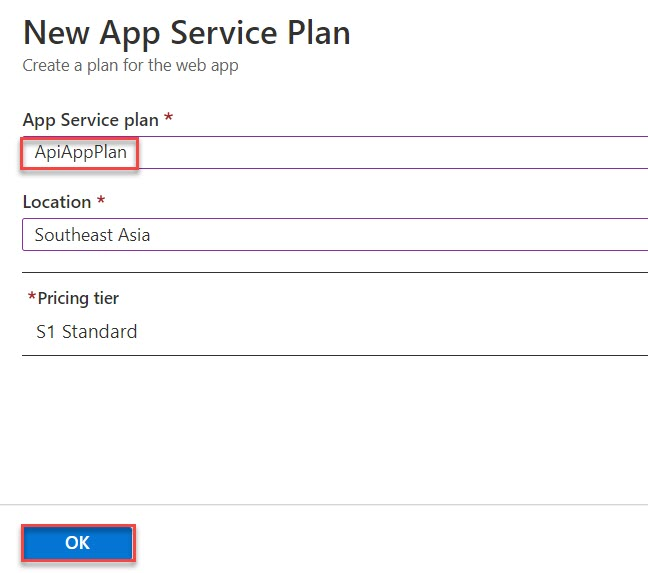 New App Service Plan
Create a plan for the web app
App Service plan *
ApiAppPlan
Location *
Southeast Asia
*Pricing tier
S1 Standard
OK